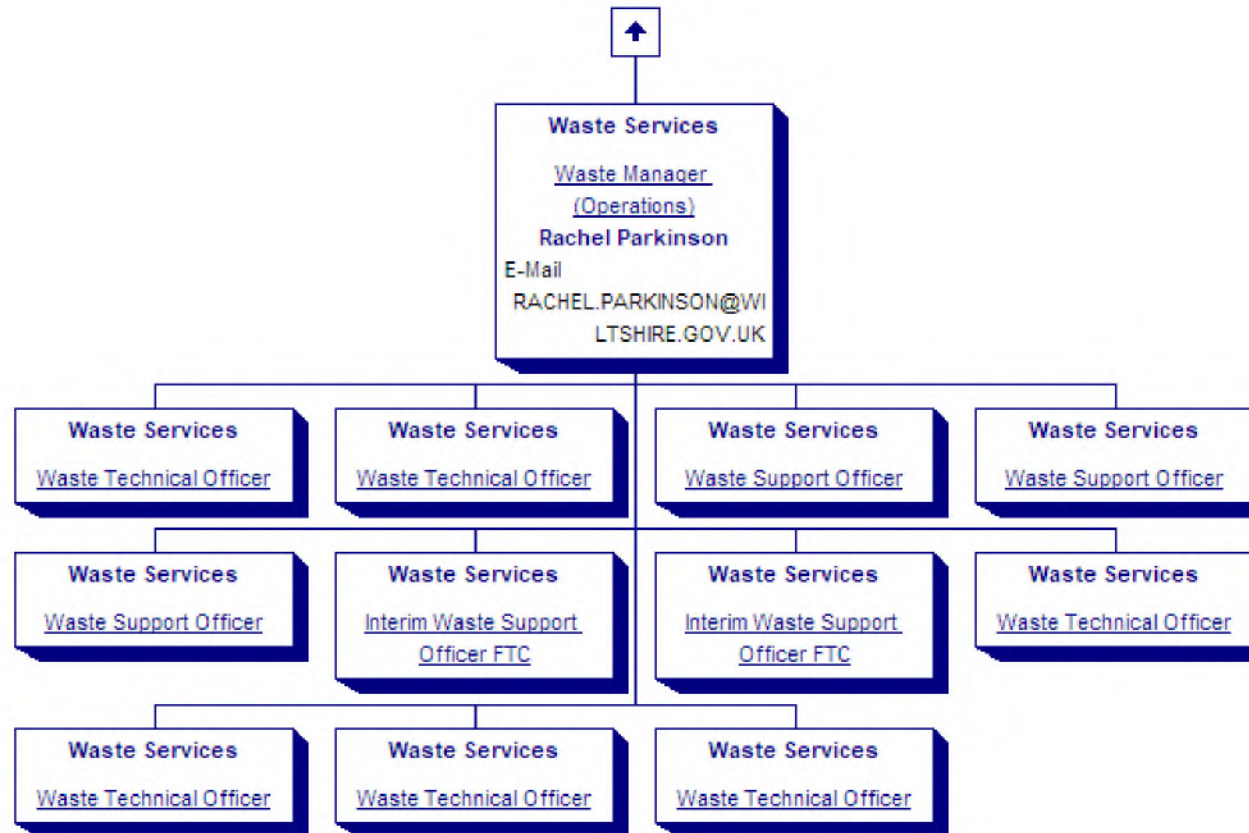 Waste Services
Waste Manager
(Operations)
Rachel Parkinson
E-Mail
RACHEL.PARKINSON@WI
LTSHIRE.GOV.UK
Waste Services
Waste Technical Officer
Waste Services
Waste Technical Officer
Waste Services
Waste Support Officer
Waste Services
Waste Support Officer
Waste Services
Waste Support Officer
Waste Services
Interim Waste Support
Officer FTC
Waste Services
Interim Waste Support
Officer FTC
Waste Services
Waste Technical Officer
Waste Services
Waste Technical Officer
Waste Services
Waste Technical Officer
Waste Services
Waste Technical Officer